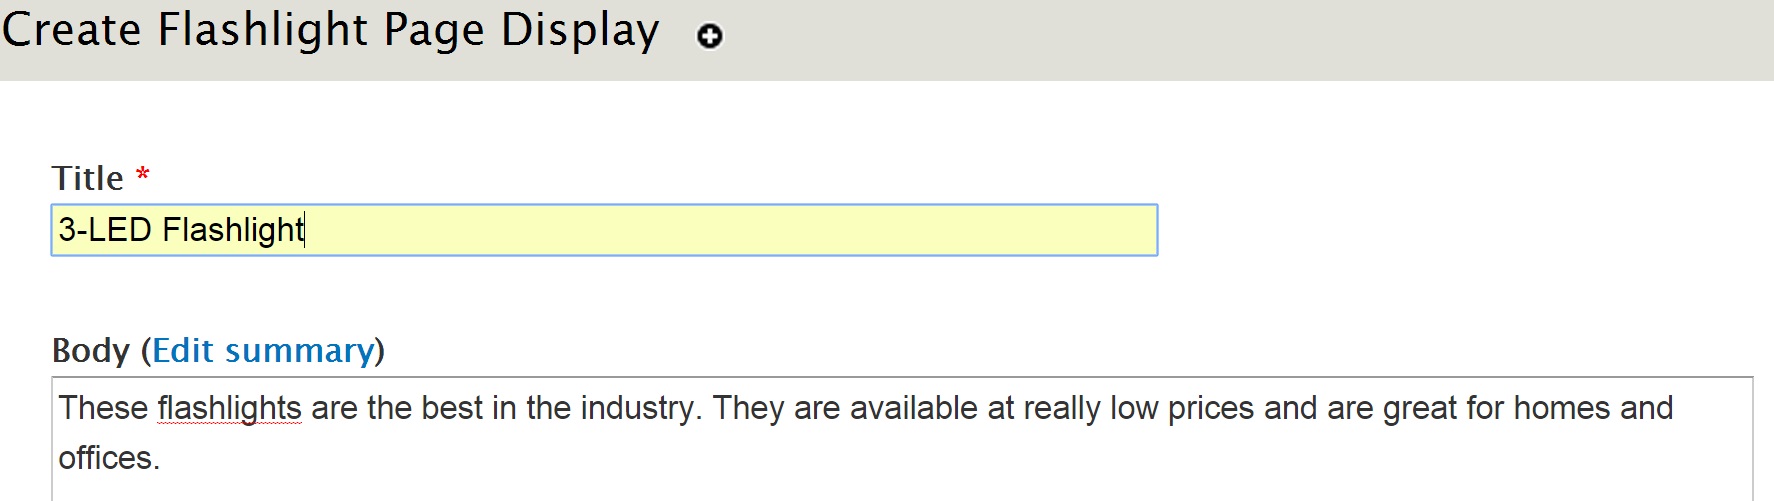 Create Flashlight Page Display
Title *
3-LED Flashlight
Body (Edit summary)
These flashlights are the best in the industry. They are available at really low prices and are great for homes and
offices.